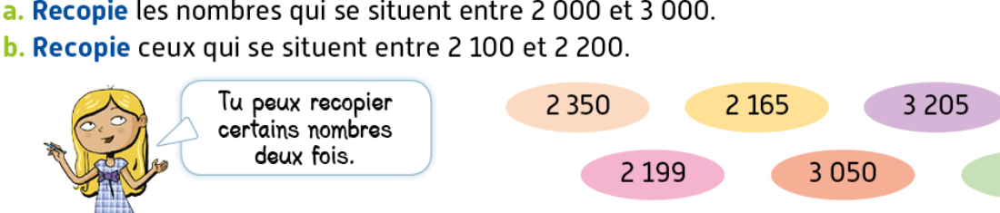 a. Recopie les nombres qui se situent entre 2 000 et 3 000.
b. Recopie ceux qui se situent entre 2 100 et 2 200.
Tu peux recopier
certains nombres
deux fois.
2 350 2 165 3 205
2 199 3 050